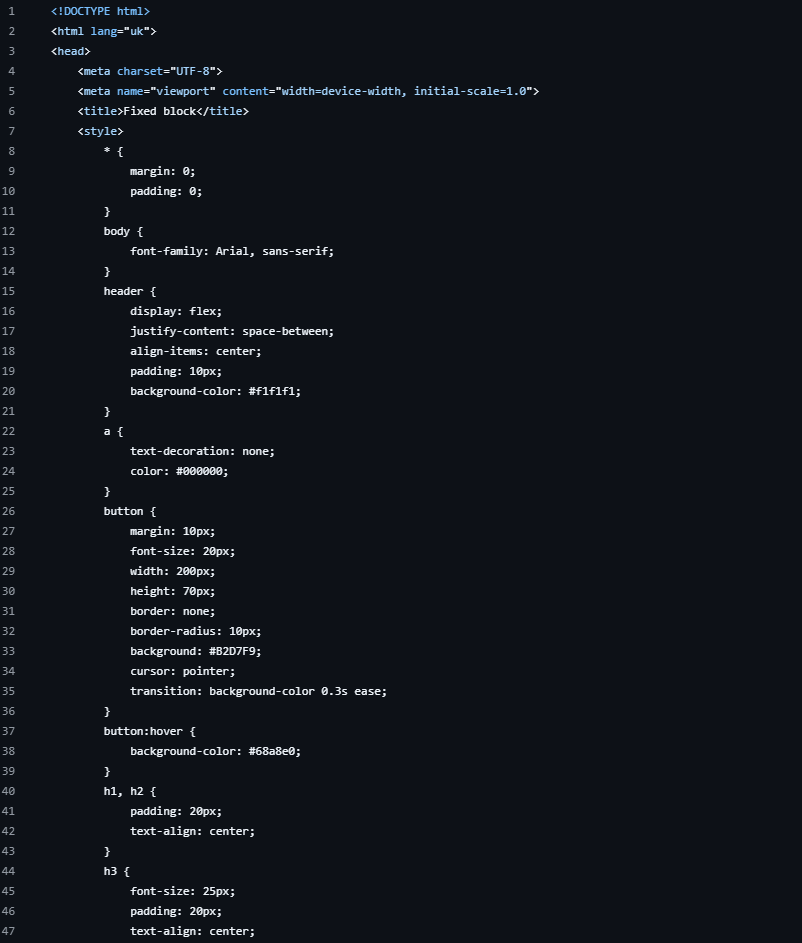 1 <!DOCTYPE html>
2 <html lang="uk">
3 <head>
4 <meta charset="UTF-8">
5 <meta name="viewport" content="width=device-width, initial-scale=1.0">
6 <title>Fixed block</title>
7 <style>
8 * {
9 margin: 0;
10 padding: 0;
11 }
12 body {
13 font-family: Arial, sans-serif;
14 }
15 header {
16 display: flex;
17 justify-content: space-between;
18 align-items: center;
19 padding: 10px;
20 background-color: #f1f1f1;
21 }
22 a {
23 text-decoration: none;
24 color: #000000;
25 }
26 button {
27 margin: 10px;
28 font-size: 20px;
29 width: 200px;
30 height: 70px;
31 border: none;
32 border-radius: 10px;
33 background: #B2D7F9;
34 cursor: pointer;
35 transition: background-color 0.3s ease;
36 }
37 button:hover {
38 background-color: #68a8e0;
39 }
40 h1, h2 {
41 padding: 20px;
42 text-align: center;
43 }
44 h3 {
45 font-size: 25px;
46 padding: 20px;
47 text-align: center;